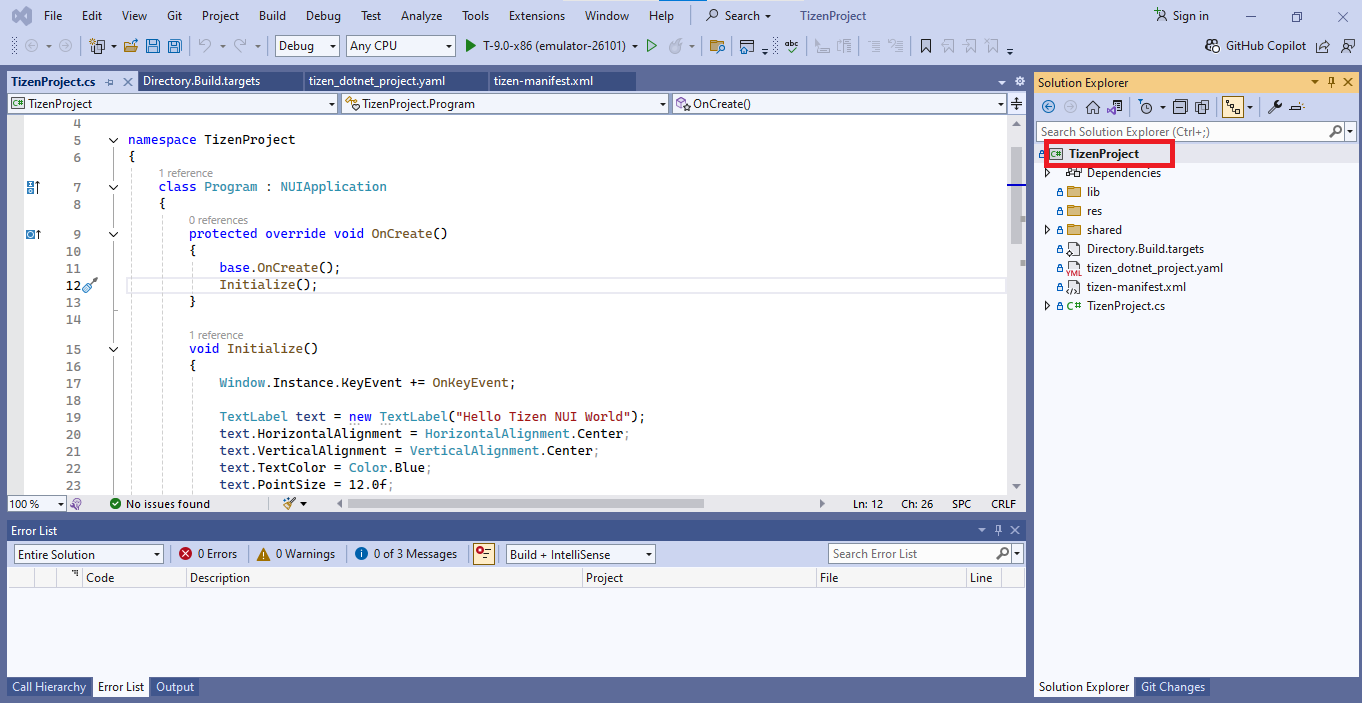 File Edit View Git Project Build Debug Test Analyze Tools Extensions Window Help Search TizenProject Sign in
Debug Any CPU T-9.0-x86 (emulator-26101) abc GitHub Copilot
TizenProject.cs Directory.Build.targets tizen_dotnet_project.yaml tizen-manifest.xml
C# TizenProject TizenProject.Program OnCreate()
4
5 namespace TizenProject
6 {
1 reference
7 class Program : NUIApplication
8 {
0 references
9 protected override void OnCreate()
10 {
11 base.OnCreate();
12 Initialize();
13 }
14
1 reference
15 void Initialize()
16 {
17 Window.Instance.KeyEvent += OnKeyEvent;
18
19 TextLabel text = new TextLabel("Hello Tizen NUI World");
20 text.HorizontalAlignment = HorizontalAlignment.Center;
21 text.VerticalAlignment = VerticalAlignment.Center;
22 text.TextColor = Color.Blue;
23 text.PointSize = 12.0f;
100 % No issues found Ln: 12 Ch: 26 SPC CRLF
Error List
Entire Solution 0 Errors 0 Warnings 0 of 3 Messages Build + IntelliSense Search Error List
Code Description Project File Line
Call Hierarchy Error List Output
Solution Explorer
Search Solution Explorer (Ctrl+;)
C# TizenProject
Dependencies
lib
res
shared
Directory.Build.targets
YML tizen_dotnet_project.yaml
tizen-manifest.xml
C# TizenProject.cs
Solution Explorer Git Changes